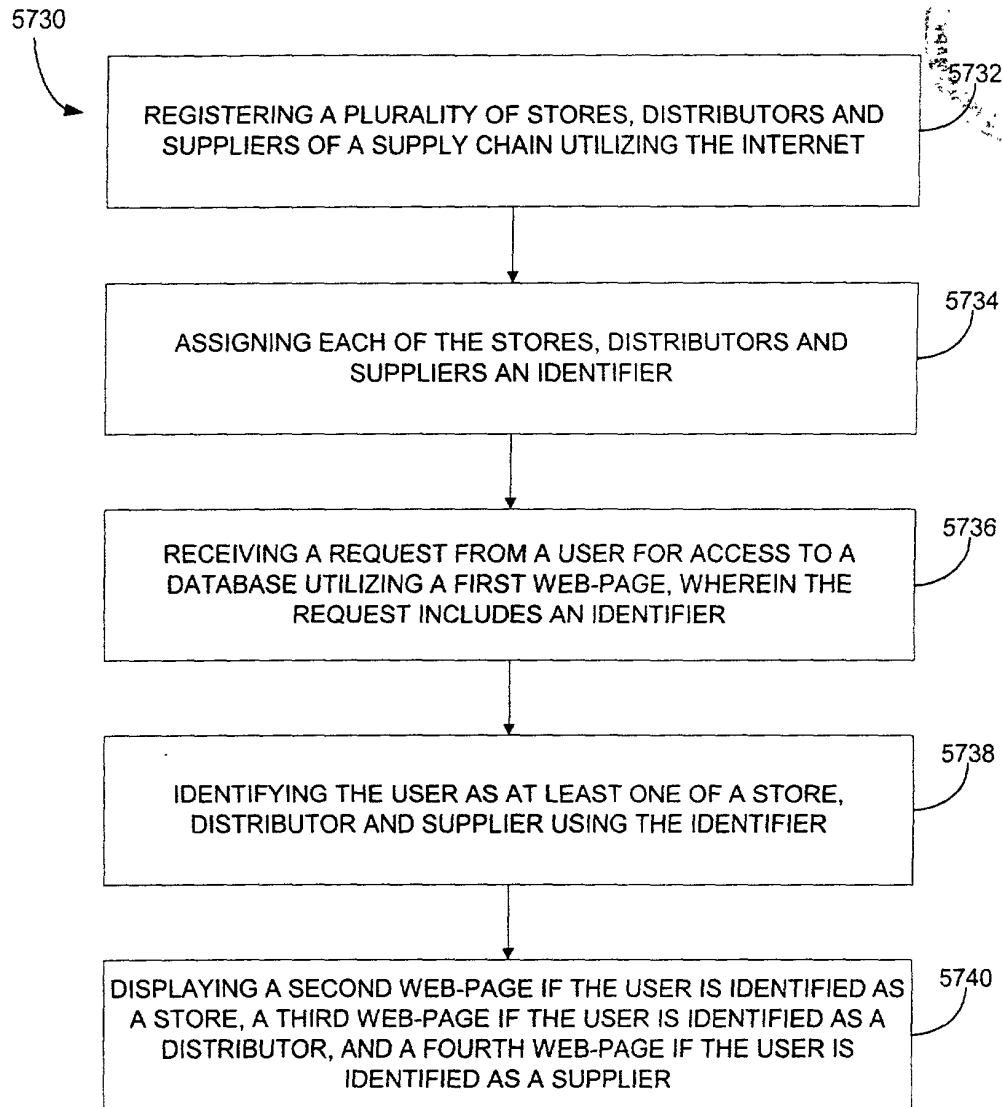 5730
5732
REGISTERING A PLURALITY OF STORES, DISTRIBUTORS AND
SUPPLIERS OF A SUPPLY CHAIN UTILIZING THE INTERNET
5734
ASSIGNING EACH OF THE STORES, DISTRIBUTORS AND
SUPPLIERS AN IDENTIFIER
5736
RECEIVING A REQUEST FROM A USER FOR ACCESS TO A
DATABASE UTILIZING A FIRST WEB-PAGE, WHEREIN THE
REQUEST INCLUDES AN IDENTIFIER
5738
IDENTIFYING THE USER AS AT LEAST ONE OF A STORE,
DISTRIBUTOR AND SUPPLIER USING THE IDENTIFIER
5740
DISPLAYING A SECOND WEB-PAGE IF THE USER IS IDENTIFIED AS
A STORE, A THIRD WEB-PAGE IF THE USER IS IDENTIFIED AS A
DISTRIBUTOR, AND A FOURTH WEB-PAGE IF THE USER IS
IDENTIFIED AS A SUPPLIER